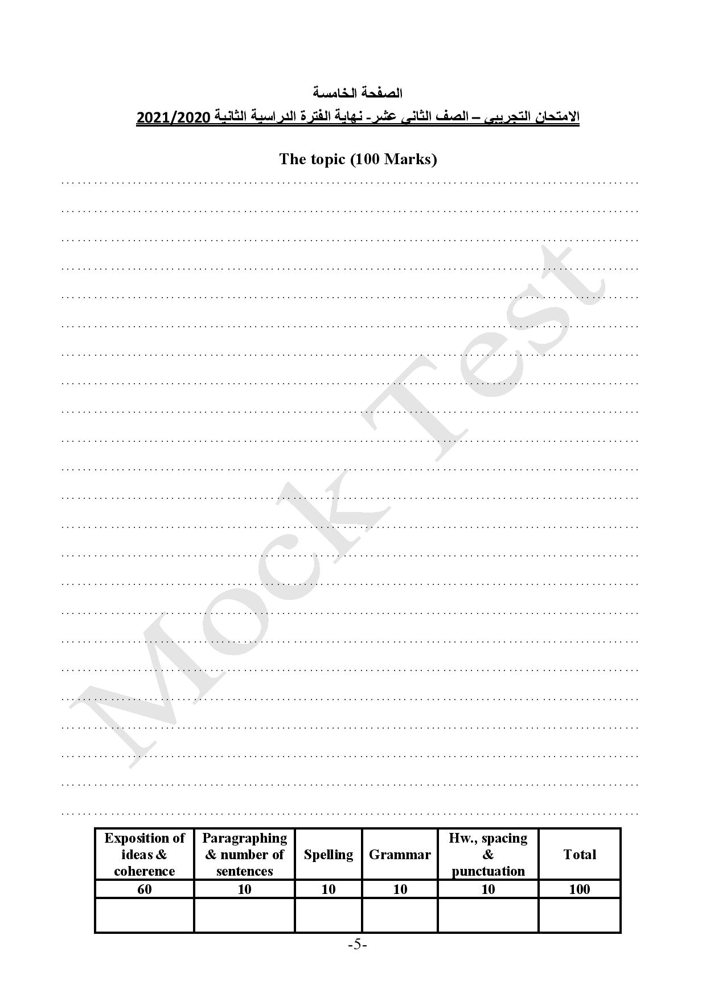 الصفحة الخامسة
الامتحان التجريبي – الصف الثاني عشر- نهاية الفترة الدراسية الثانية 2021/2020
The topic (100 Marks)
Mock Test
Exposition of ideas & coherence | Paragraphing & number of sentences | Spelling | Grammar | Hw., spacing & punctuation | Total
60 | 10 | 10 | 10 | 10 | 100
-5-